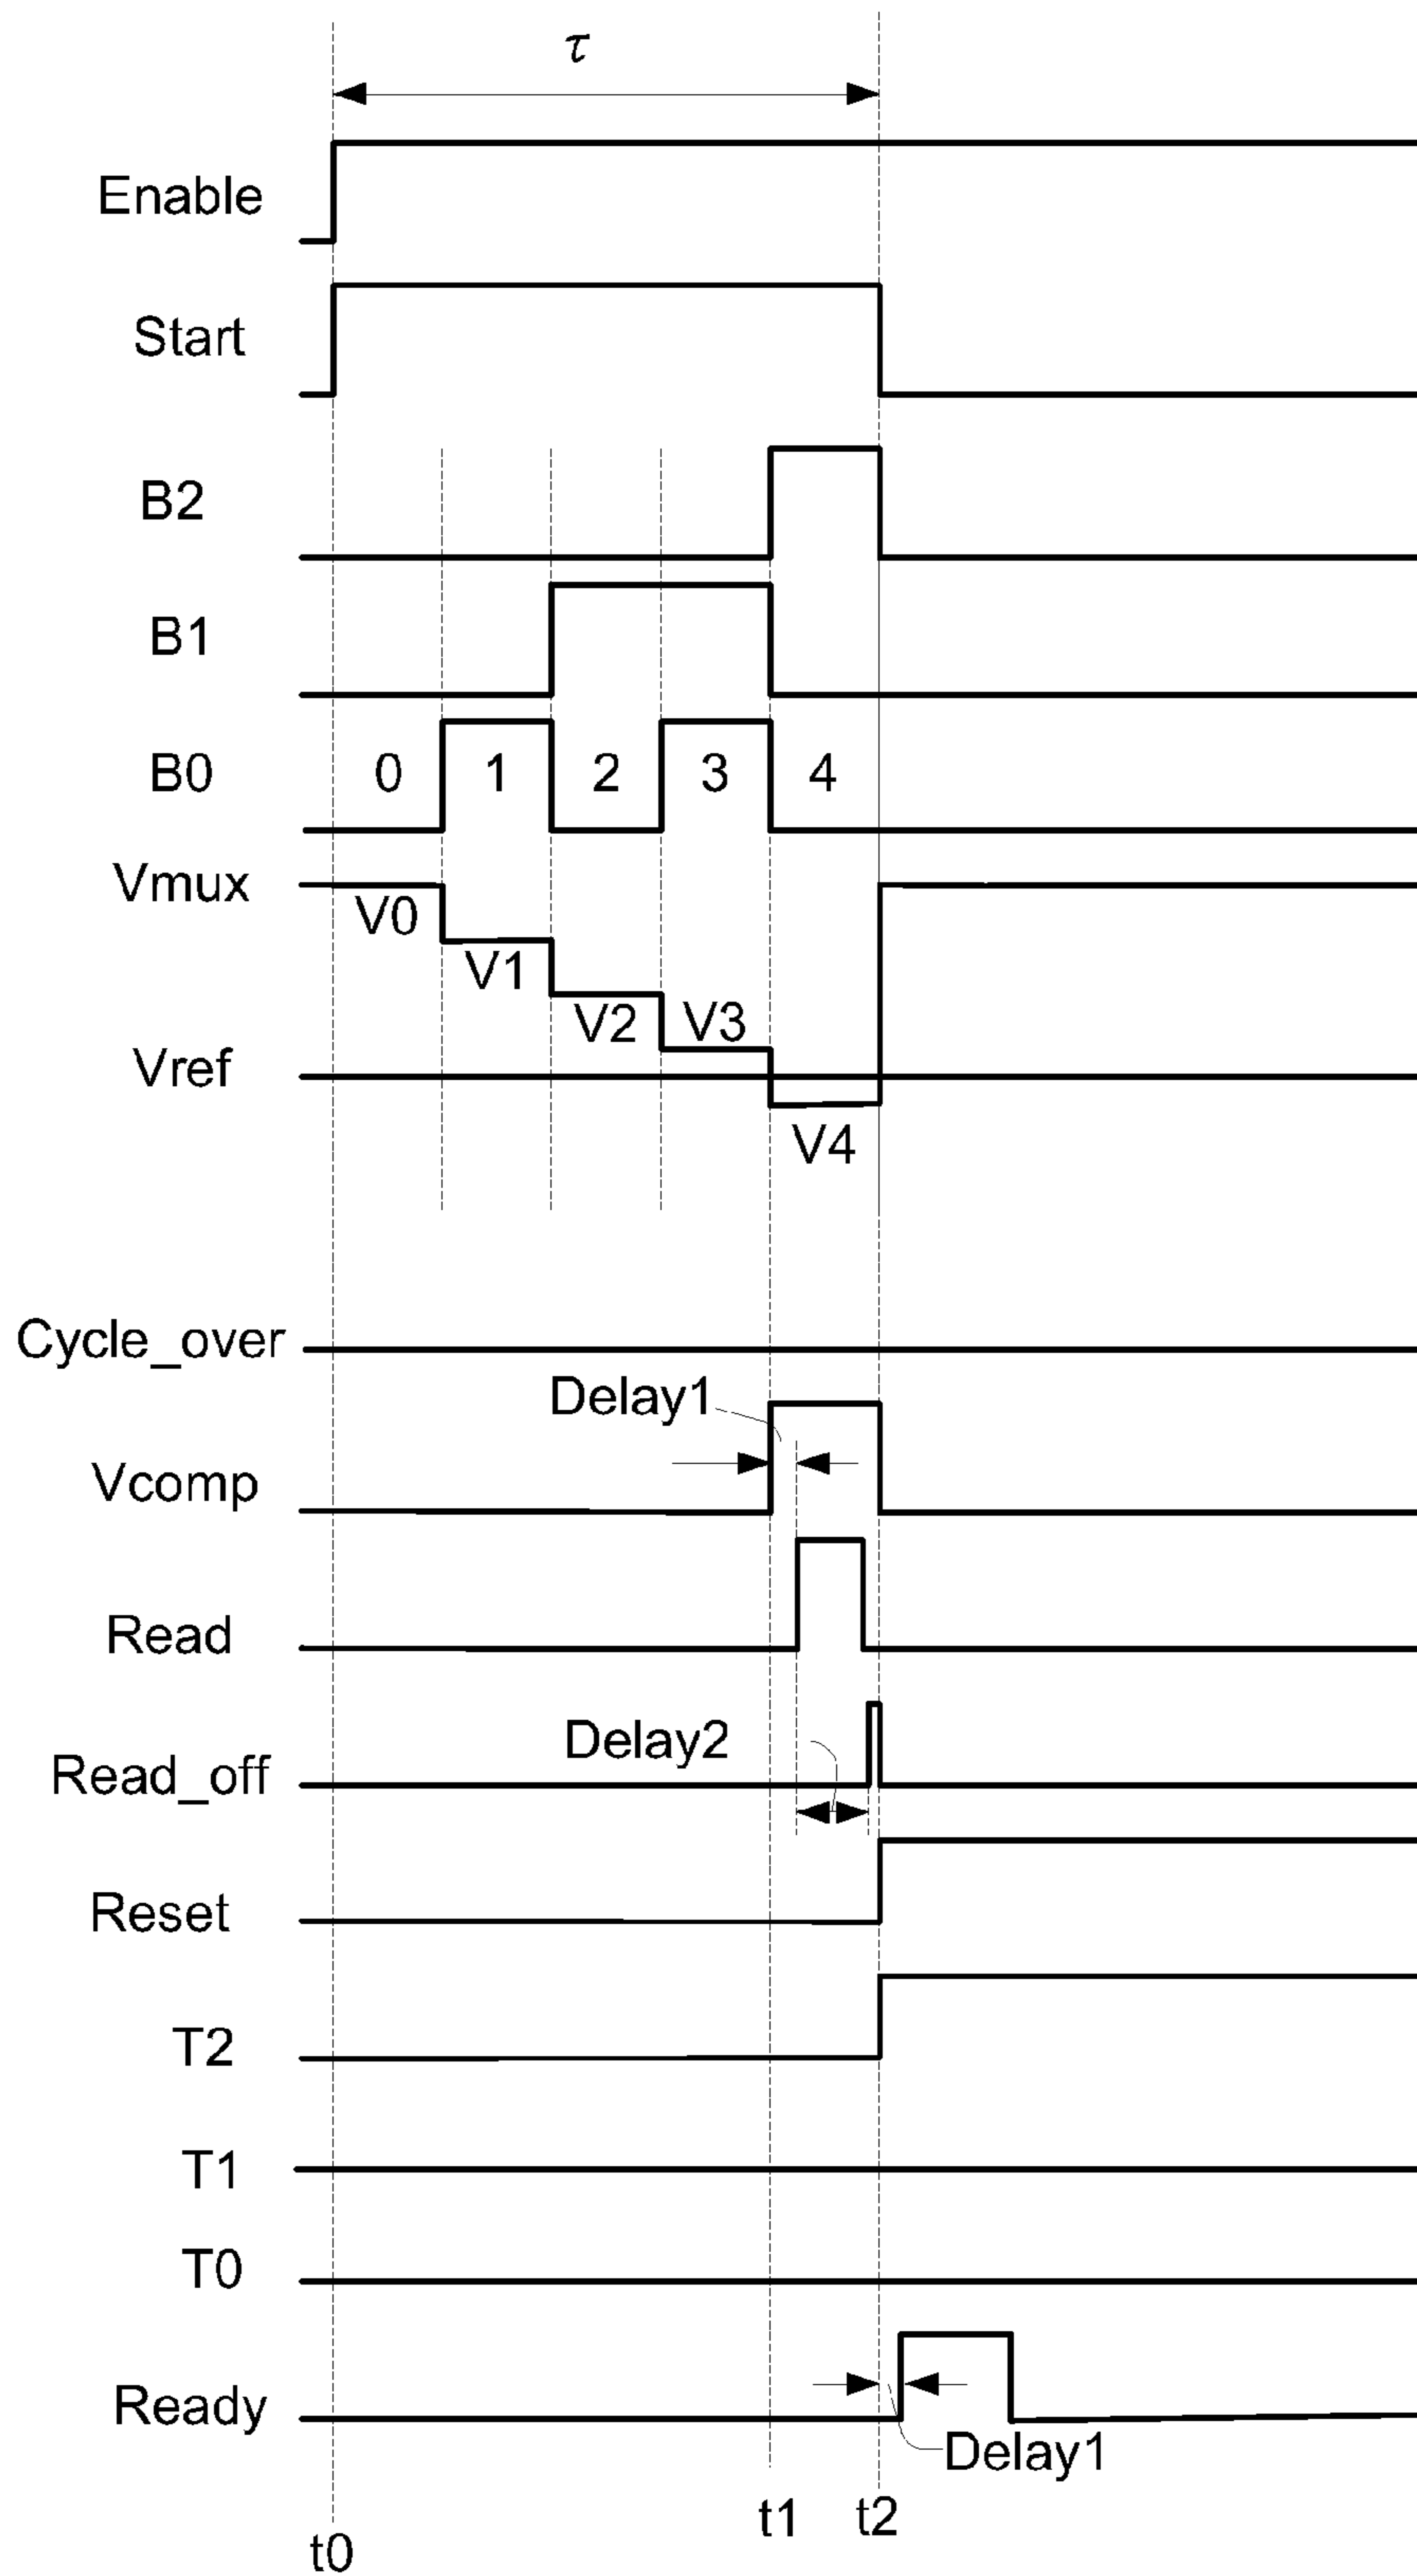 τ
Enable
Start
B2
B1
B0 0 1 2 3 4
Vmux
V0
V1
V2 V3
Vref
V4
Cycle_over
Delay1
Vcomp
Read
Delay2
Read_off
Reset
T2
T1
T0
Ready
Delay1
t1 t2
t0